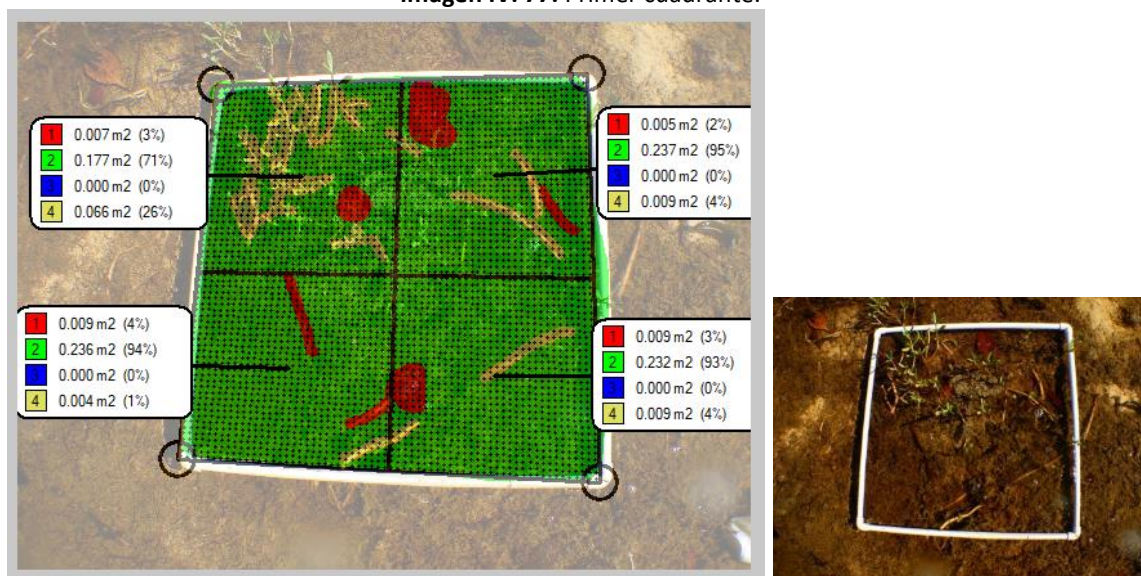 Imagen Primer cuadrante.
1 0.007 m2 (3%)
2 0.177 m2 (71%)
3 0.000 m2 (0%)
4 0.066 m2 (26%)
1 0.005 m2 (2%)
2 0.237 m2 (95%)
3 0.000 m2 (0%)
4 0.009 m2 (4%)
1 0.009 m2 (4%)
2 0.236 m2 (94%)
3 0.000 m2 (0%)
4 0.004 m2 (1%)
1 0.009 m2 (3%)
2 0.232 m2 (93%)
3 0.000 m2 (0%)
4 0.009 m2 (4%)